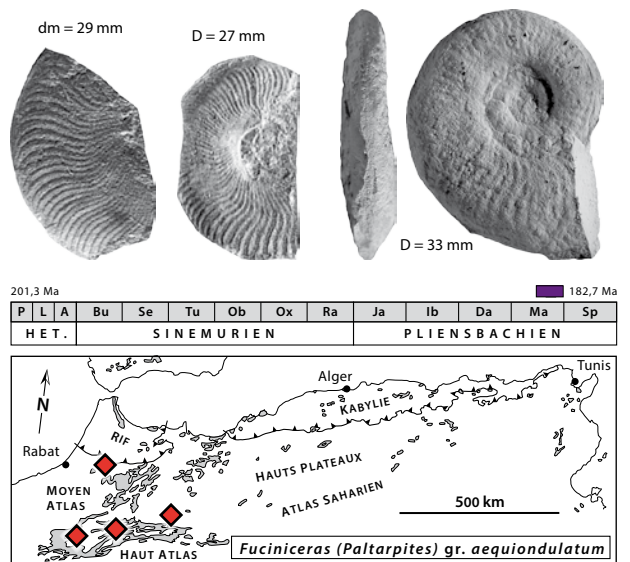 dm = 29 mm
D = 27 mm
D = 33 mm
201,3 Ma
182,7 Ma
P L A Bu Se Tu Ob Ox Ra Ja Ib Da Ma Sp
HET. SINEMURIEN PLIENSBACHIEN
Tunis
Alger
N
KABYLIE
RIF
Rabat
HAUTS PLATEAUX
MOYEN
ATLAS
ATLAS SAHARIEN
500 km
HAUT ATLAS
Fuciniceras (Paltarpites) gr. aequiondulatum